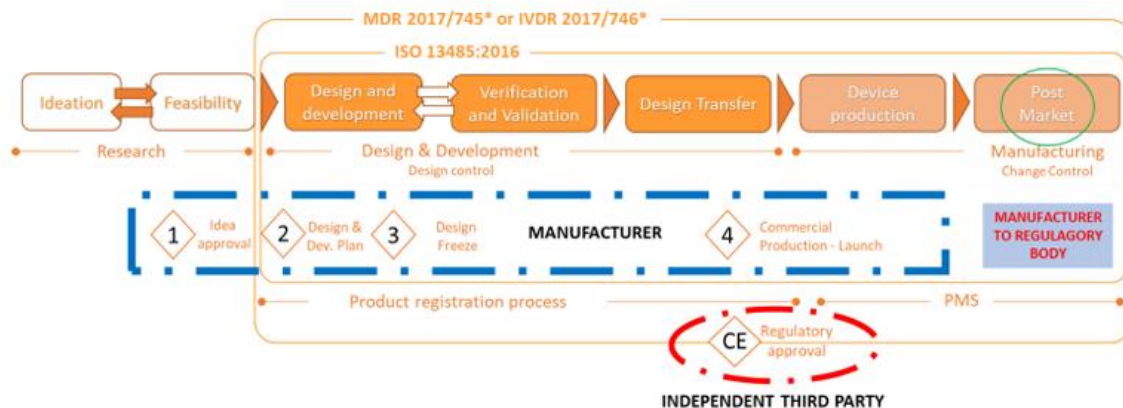 MDR 2017/745* or IVDR 2017/746*
ISO 13485:2016
Ideation
Feasibility
Design and
development
Verification
and Validation
Design Transfer
Device
production
Post
Market
Research
Design & Development
Design control
Manufacturing
Change Control
1
Idea
approval
2
Design &
Dev. Plan
3
Design
Freeze
MANUFACTURER
4
Commercial
Production - Launch
MANUFACTURER
TO REGULAGORY
BODY
Product registration process
PMS
CE
Regulatory
approval
INDEPENDENT THIRD PARTY